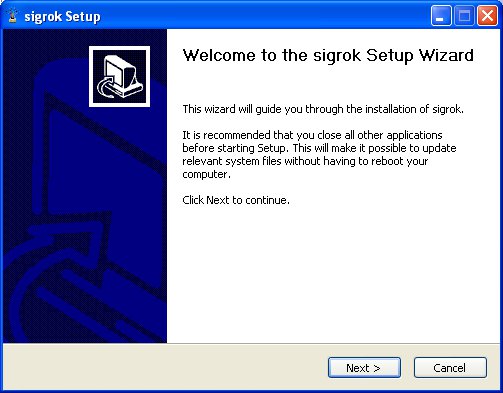 sigrok Setup
Welcome to the sigrok Setup Wizard
This wizard will guide you through the installation of sigrok.
It is recommended that you close all other applications
before starting Setup. This will make it possible to update
relevant system files without having to reboot your
computer.
Click Next to continue.
Next >
Cancel